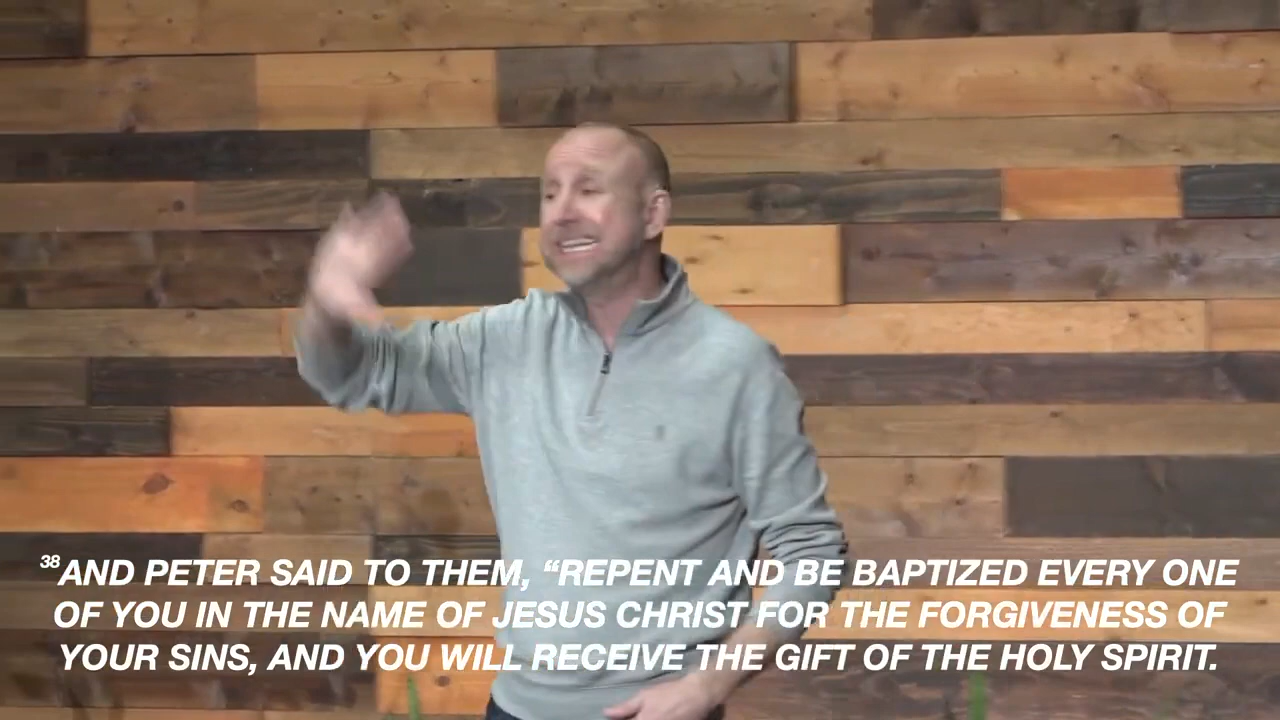 38AND PETER SAID TO THEM, “REPENT AND BE BAPTIZED EVERY ONE
OF YOU IN THE NAME OF JESUS CHRIST FOR THE FORGIVENESS OF
YOUR SINS, AND YOU WILL RECEIVE THE GIFT OF THE HOLY SPIRIT.